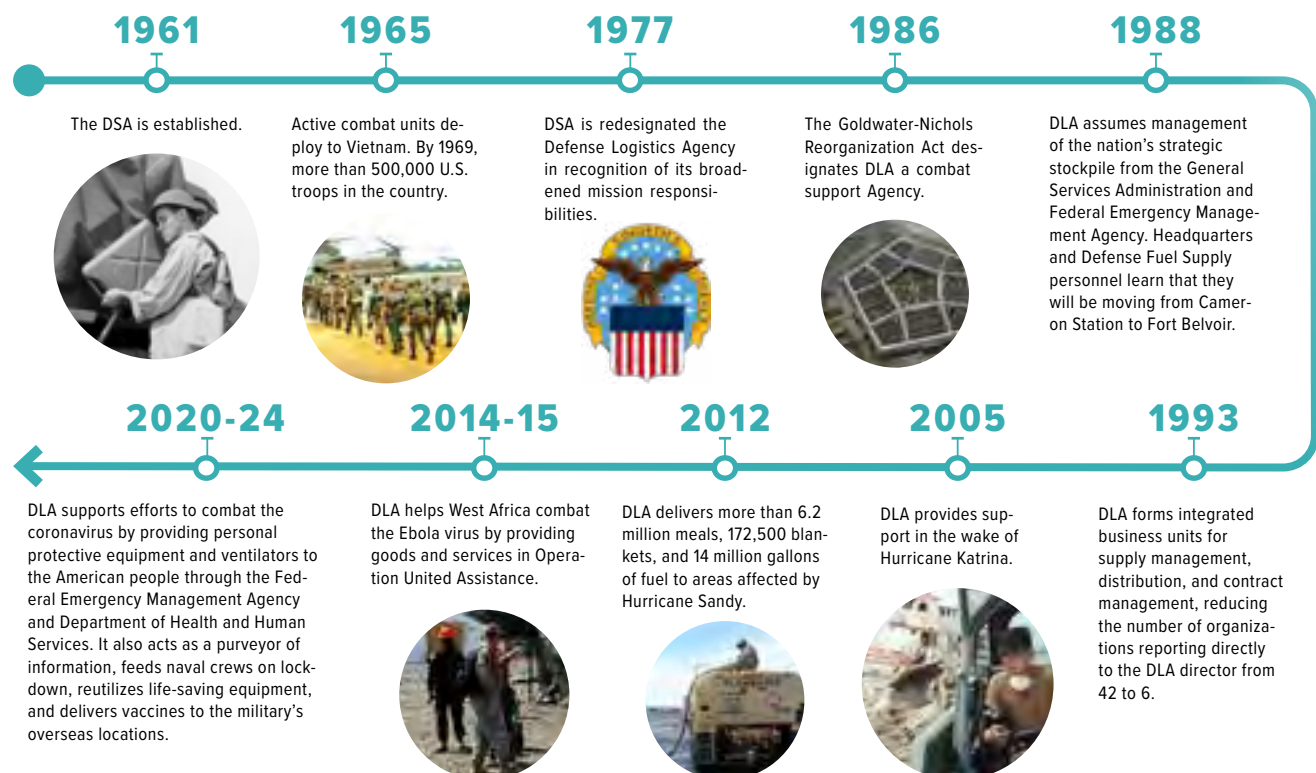 1961
The DSA is established.
1965
Active combat units de-
ploy to Vietnam. By 1969,
more than 500,000 U.S.
troops in the country.
1977
DSA is redesignated the
Defense Logistics Agency
in recognition of its broad-
ened mission responsi-
bilities.
1986
The Goldwater-Nichols
Reorganization Act des-
ignates DLA a combat
support Agency.
1988
DLA assumes management
of the nation's strategic
stockpile from the General
Services Administration and
Federal Emergency Manage-
ment Agency. Headquarters
and Defense Fuel Supply
personnel learn that they
will be moving from Camer-
on Station to Fort Belvoir.
1993
DLA forms integrated
business units for
supply management,
distribution, and contract
management, reducing
the number of organiza-
tions reporting directly
to the DLA director from
42 to 6.
2005
DLA provides sup-
port in the wake of
Hurricane Katrina.
2012
DLA delivers more than 6.2
million meals, 172,500 blan-
kets, and 14 million gallons
of fuel to areas affected by
Hurricane Sandy.
2014-15
DLA helps West Africa combat
the Ebola virus by providing
goods and services in Opera-
tion United Assistance.
2020-24
DLA supports efforts to combat the
coronavirus by providing personal
protective equipment and ventilators to
the American people through the Fed-
eral Emergency Management Agency
and Department of Health and Human
Services. It also acts as a purveyor of
information, feeds naval crews on lock-
down, reutilizes life-saving equipment,
and delivers vaccines to the military's
overseas locations.